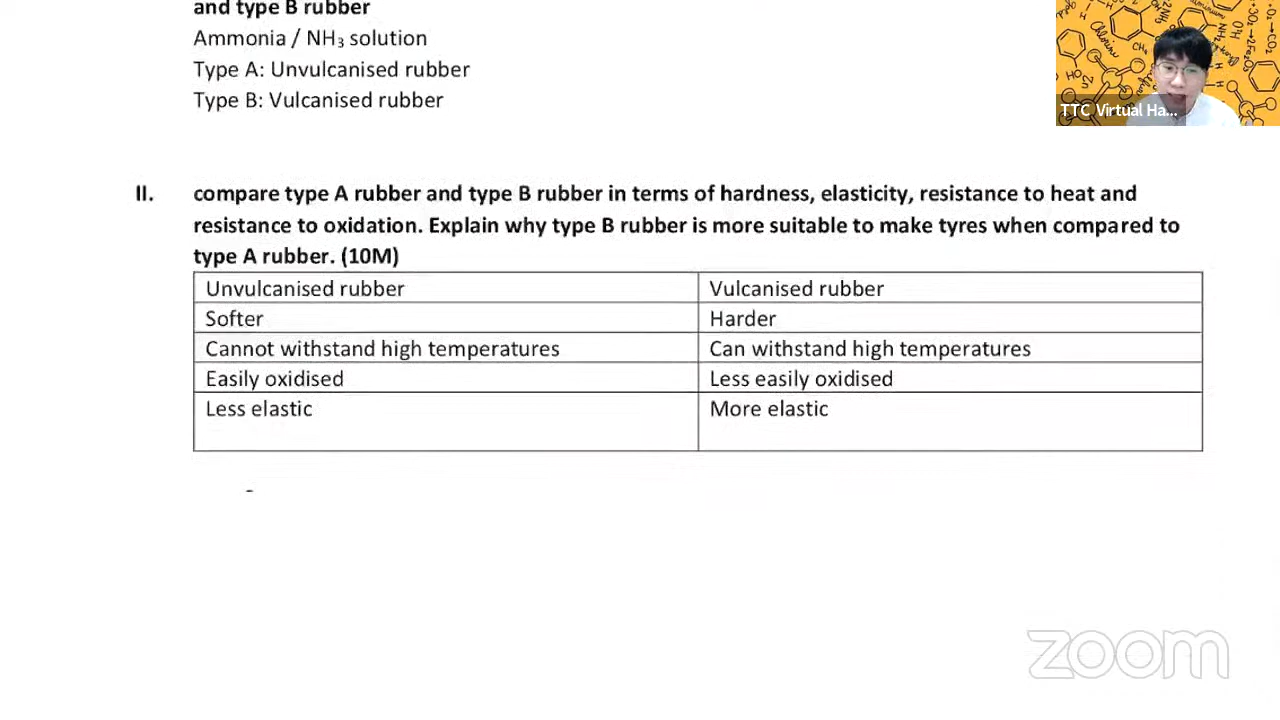 and type B rubber
Ammonia / NH₃ solution
Type A: Unvulcanised rubber
Type B: Vulcanised rubber
TTC Virtual Ha...
II. compare type A rubber and type B rubber in terms of hardness, elasticity, resistance to heat and
resistance to oxidation. Explain why type B rubber is more suitable to make tyres when compared to
type A rubber. (10M)
Unvulcanised rubber Vulcanised rubber
Softer Harder
Cannot withstand high temperatures Can withstand high temperatures
Easily oxidised Less easily oxidised
Less elastic More elastic
zoom